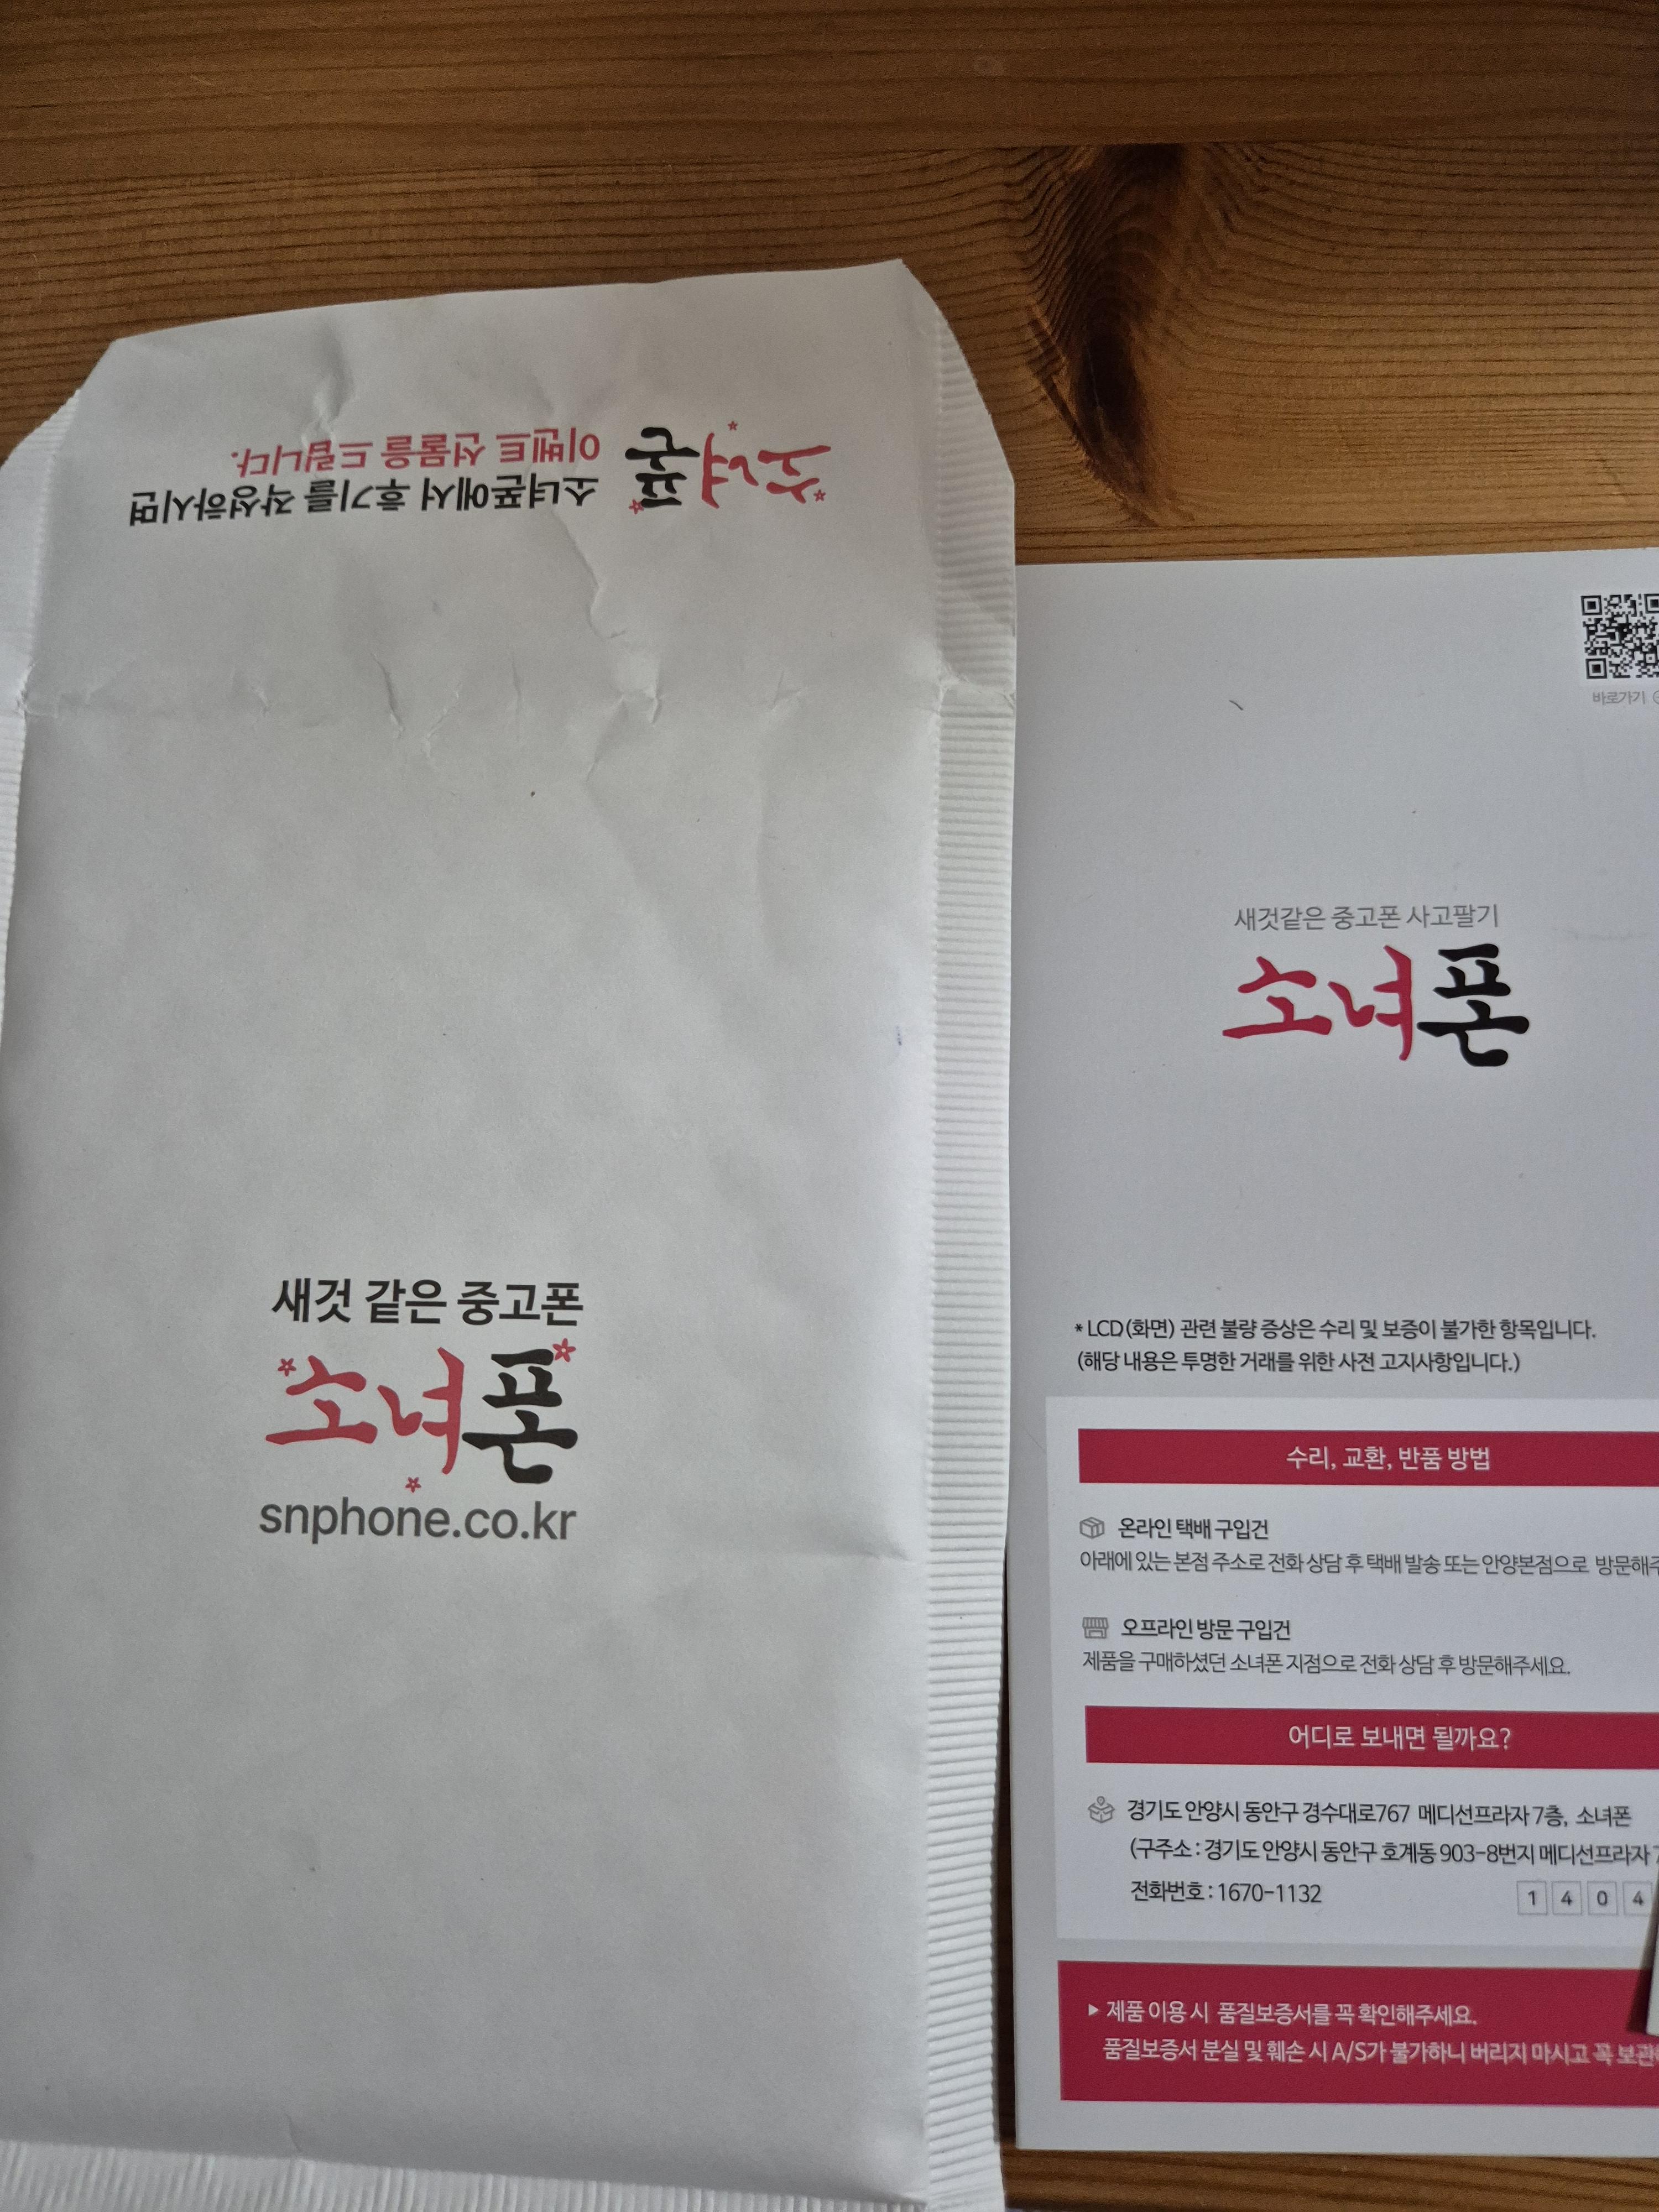 소녀폰에서 후기를 작성하시면
이벤트 선물을 드립니다.
소녀폰
새것 같은 중고폰
소녀폰
snphone.co.kr
바로가기
새것같은 중고폰 사고팔기
소녀폰
* LCD(화면) 관련 불량 증상은 수리 및 보증이 불가한 항목입니다.
(해당 내용은 투명한 거래를 위한 사전 고지사항입니다.)
수리, 교환, 반품 방법
온라인 택배 구입건
아래에 있는 본점 주소로 전화 상담 후 택배 발송 또는 안양본점으로 방문해주
오프라인 방문 구입건
제품을 구매하셨던 소녀폰 지점으로 전화 상담 후 방문해주세요.
어디로 보내면 될까요?
경기도 안양시 동안구 경수대로767 메디선프라자 7층, 소녀폰
(구주소 : 경기도 안양시 동안구 호계동 903-8번지 메디선프라자 7
전화번호 : 1670-1132
1 4 0 4
▶ 제품 이용 시 품질보증서를 꼭 확인해주세요.
품질보증서 분실 및 훼손 시 A/S가 불가하니 버리지 마시고 꼭 보관